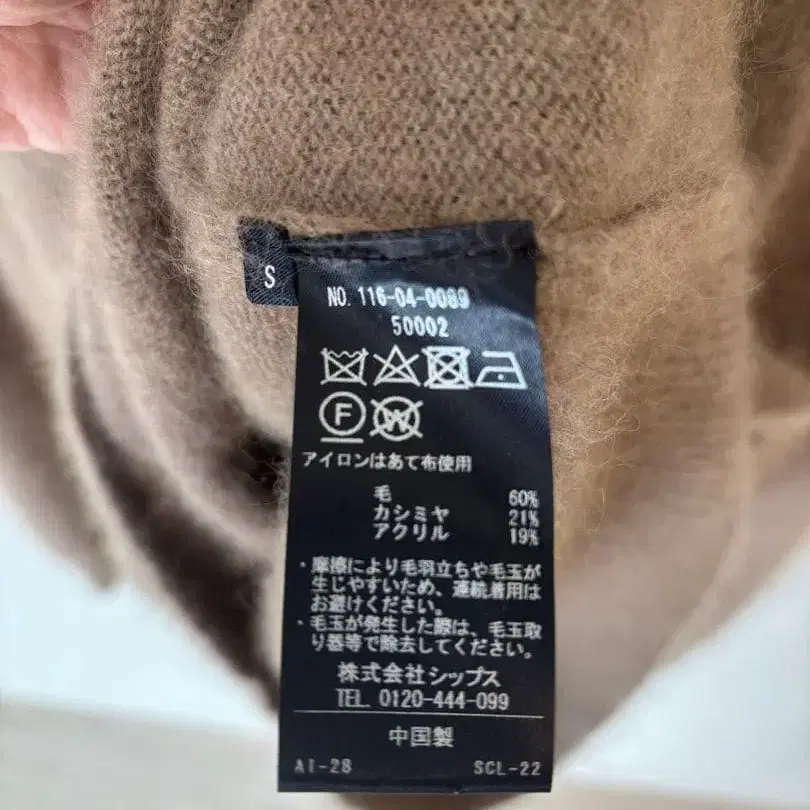 S
NO. 116-04-0089
50002
F W
アイロンはあて布使用
毛 60%
カシミヤ 21%
アクリル 19%
・摩擦により毛羽立ちや毛玉が
生じやすいため、連続着用は
お避けください。
・毛玉が発生した際は、毛玉取
り器等で除去してください。
株式会社シップス
TEL. 0120-444-099
中国製
AI-28 SCL-22